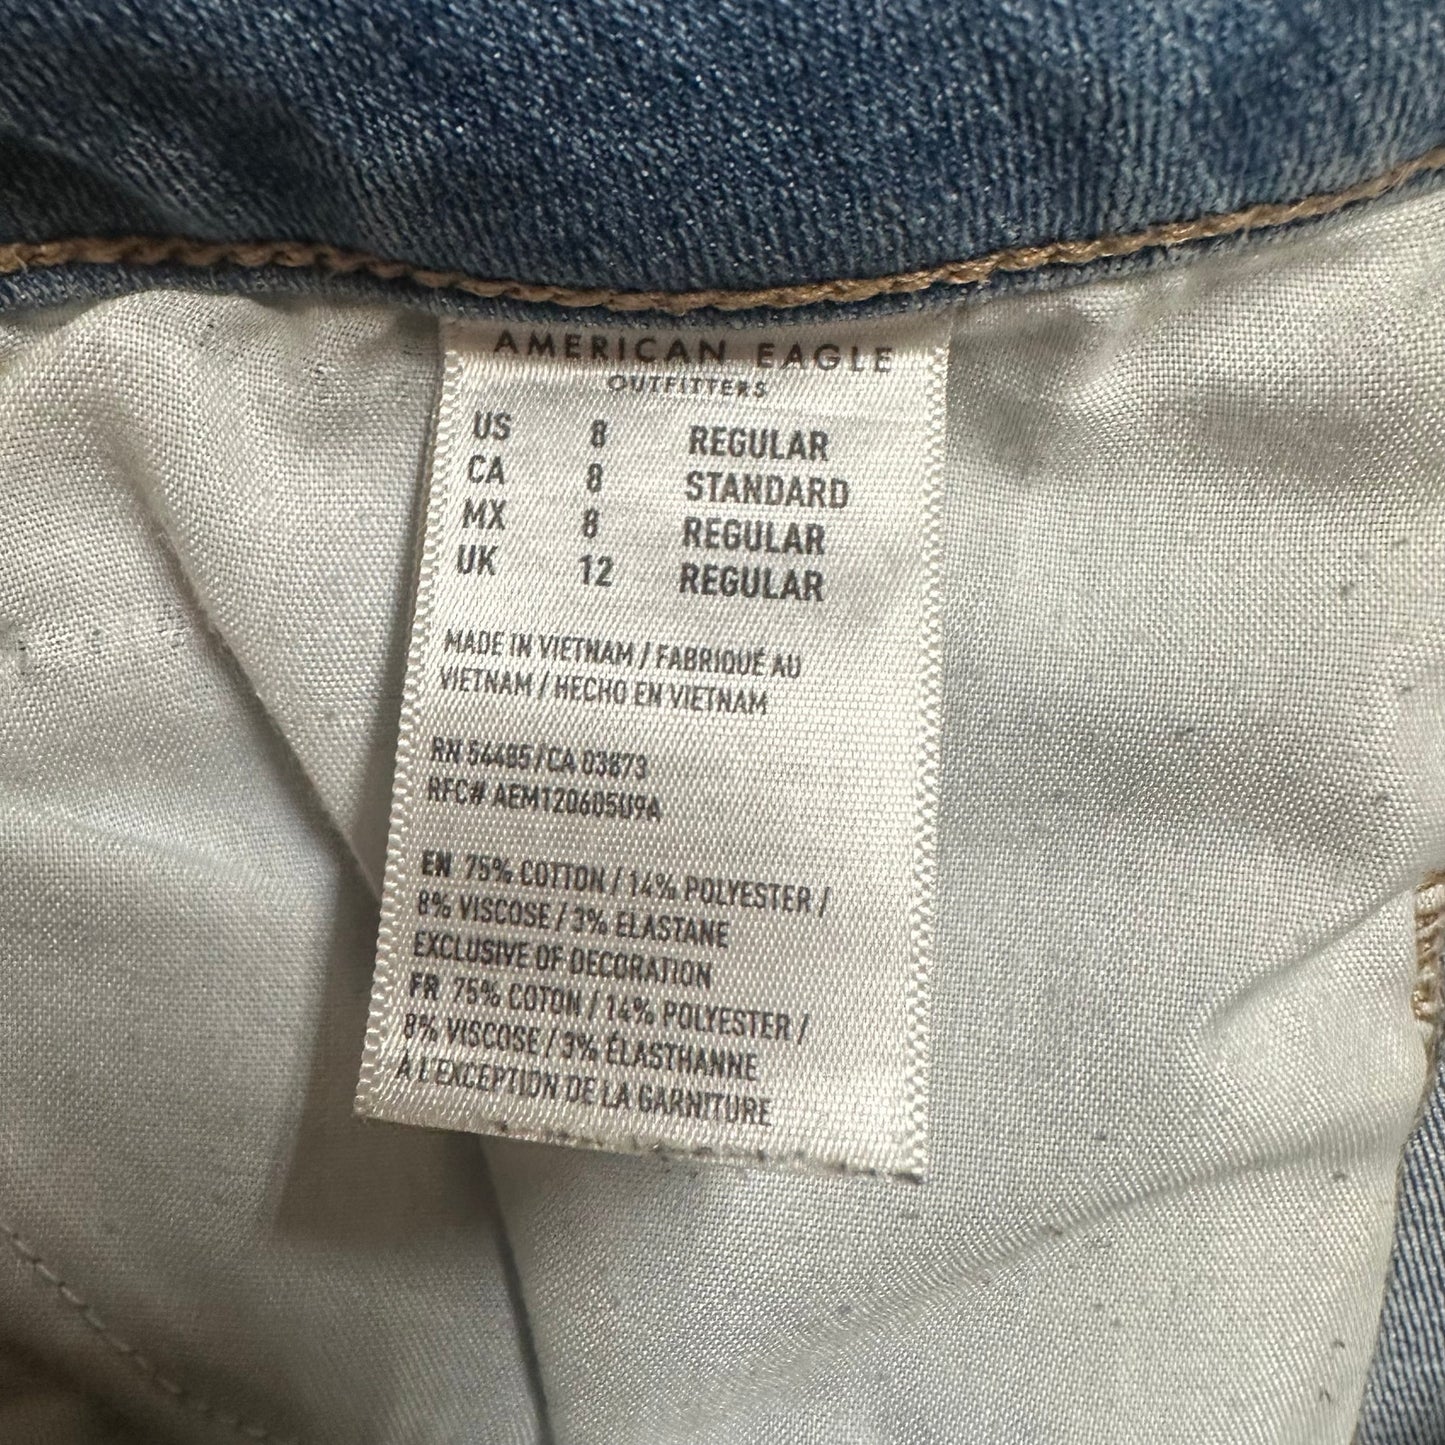 AMERICAN EAGLE
OUTFITTERS
US 8 REGULAR
CA 8 STANDARD
MX 8 REGULAR
UK 12 REGULAR
MADE IN VIETNAM / FABRIQUÉ AU
VIETNAM / HECHO EN VIETNAM
RN 54485/CA 03873
RFC# AEM120605U9A
EN 75% COTTON / 14% POLYESTER /
8% VISCOSE / 3% ELASTANE
EXCLUSIVE OF DECORATION
FR 75% COTON / 14% POLYESTER /
8% VISCOSE / 3% ÉLASTHANNE
À L'EXCEPTION DE LA GARNITURE